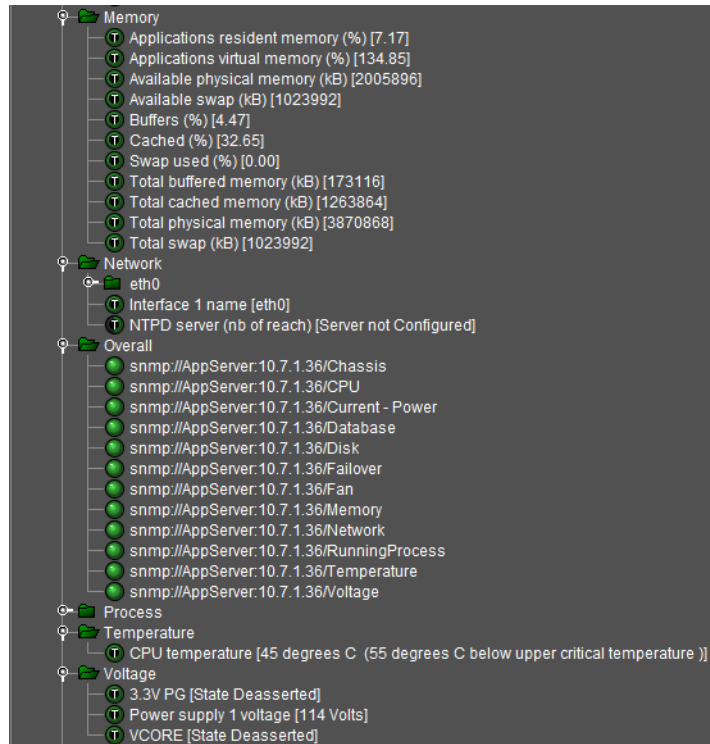 Memory
Applications resident memory (%) [7.17]
Applications virtual memory (%) [134.85]
Available physical memory (kB) [2005896]
Available swap (kB) [1023992]
Buffers (%) [4.47]
Cached (%) [32.65]
Swap used (%) [0.00]
Total buffered memory (kB) [173116]
Total cached memory (kB) [1263864]
Total physical memory (kB) [3870868]
Total swap (kB) [1023992]
Network
eth0
Interface 1 name [eth0]
NTPD server (nb of reach) [Server not Configured]
Overall
snmp://AppServer:10.7.1.36/Chassis
snmp://AppServer:10.7.1.36/CPU
snmp://AppServer:10.7.1.36/Current - Power
snmp://AppServer:10.7.1.36/Database
snmp://AppServer:10.7.1.36/Disk
snmp://AppServer:10.7.1.36/Failover
snmp://AppServer:10.7.1.36/Fan
snmp://AppServer:10.7.1.36/Memory
snmp://AppServer:10.7.1.36/Network
snmp://AppServer:10.7.1.36/RunningProcess
snmp://AppServer:10.7.1.36/Temperature
snmp://AppServer:10.7.1.36/Voltage
Process
Temperature
CPU temperature [45 degrees C  (55 degrees C below upper critical temperature )]
Voltage
3.3V PG [State Deasserted]
Power supply 1 voltage [114 Volts]
VCORE [State Deasserted]